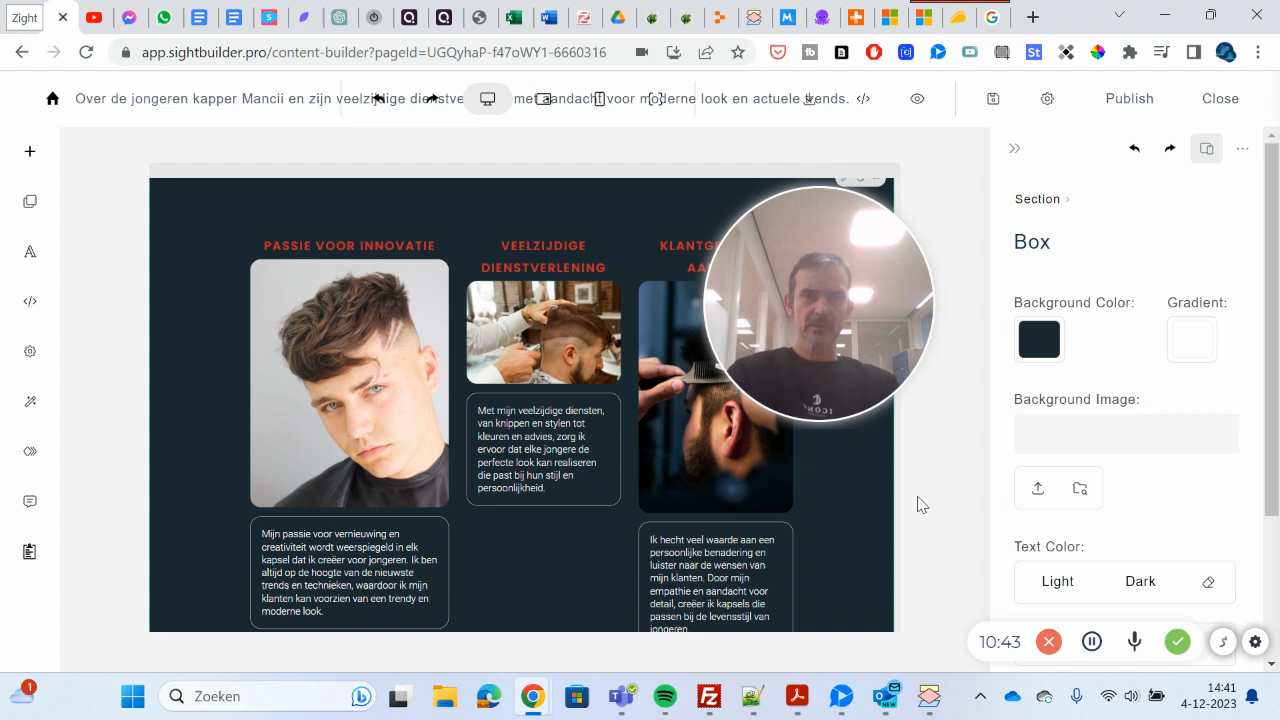 Zight
app.sightbuilder.pro/content-builder?pageId=UGQyhaP-f47oWY1-6660316
Over de jongeren kapper Mancii en zijn veelzijdige dienstve met aandacht voor moderne look en actuele trends.
Publish
Close
Section
Box
Background Color:
Gradient:
Background Image:
Text Color:
Light
Dark
PASSIE VOOR INNOVATIE
Mijn passie voor vernieuwing en
creativiteit wordt weerspiegeld in elk
kapsel dat ik creëer voor jongeren. Ik ben
altijd op de hoogte van de nieuwste
trends en technieken, waardoor ik mijn
klanten kan voorzien van een trendy en
moderne look.
VEELZIJDIGE
DIENSTVERLENING
Met mijn veelzijdige diensten,
van knippen en stylen tot
kleuren en advies, zorg ik
ervoor dat elke jongere de
perfecte look kan realiseren
die past bij hun stijl en
persoonlijkheid.
Ik hecht veel waarde aan een
persoonlijke benadering en
luister naar de wensen van
mijn klanten. Door mijn
empathie en aandacht voor
detail, creëer ik kapsels die
passen bij de levensstijl van
jongeren.
10:43
1
Zoeken
NEW
14:41
4-12-2023